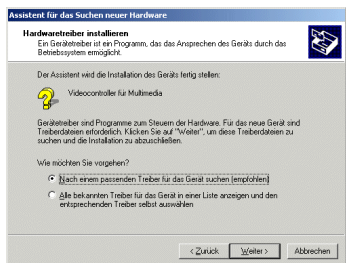 Assistent für das Suchen neuer Hardware
Hardwaretreiber installieren
Ein Gerätetreiber ist ein Programm, das das Ansprechen des Geräts durch das
Betriebssystem ermöglicht.
Der Assistent wird die Installation des Geräts fertig stellen:
Videocontroller für Multimedia
Gerätetreiber sind Programme zum Steuern der Hardware. Für das neue Gerät sind
Treiberdateien erforderlich. Klicken Sie auf "Weiter", um diese Treiberdateien zu
suchen und die Installation zu abzuschließen.
Wie möchten Sie vorgehen?
Nach einem passenden Treiber für das Gerät suchen (empfohlen)
Alle bekannten Treiber für das Gerät in einer Liste anzeigen und den
entsprechenden Treiber selbst auswählen
< Zurück Weiter > Abbrechen